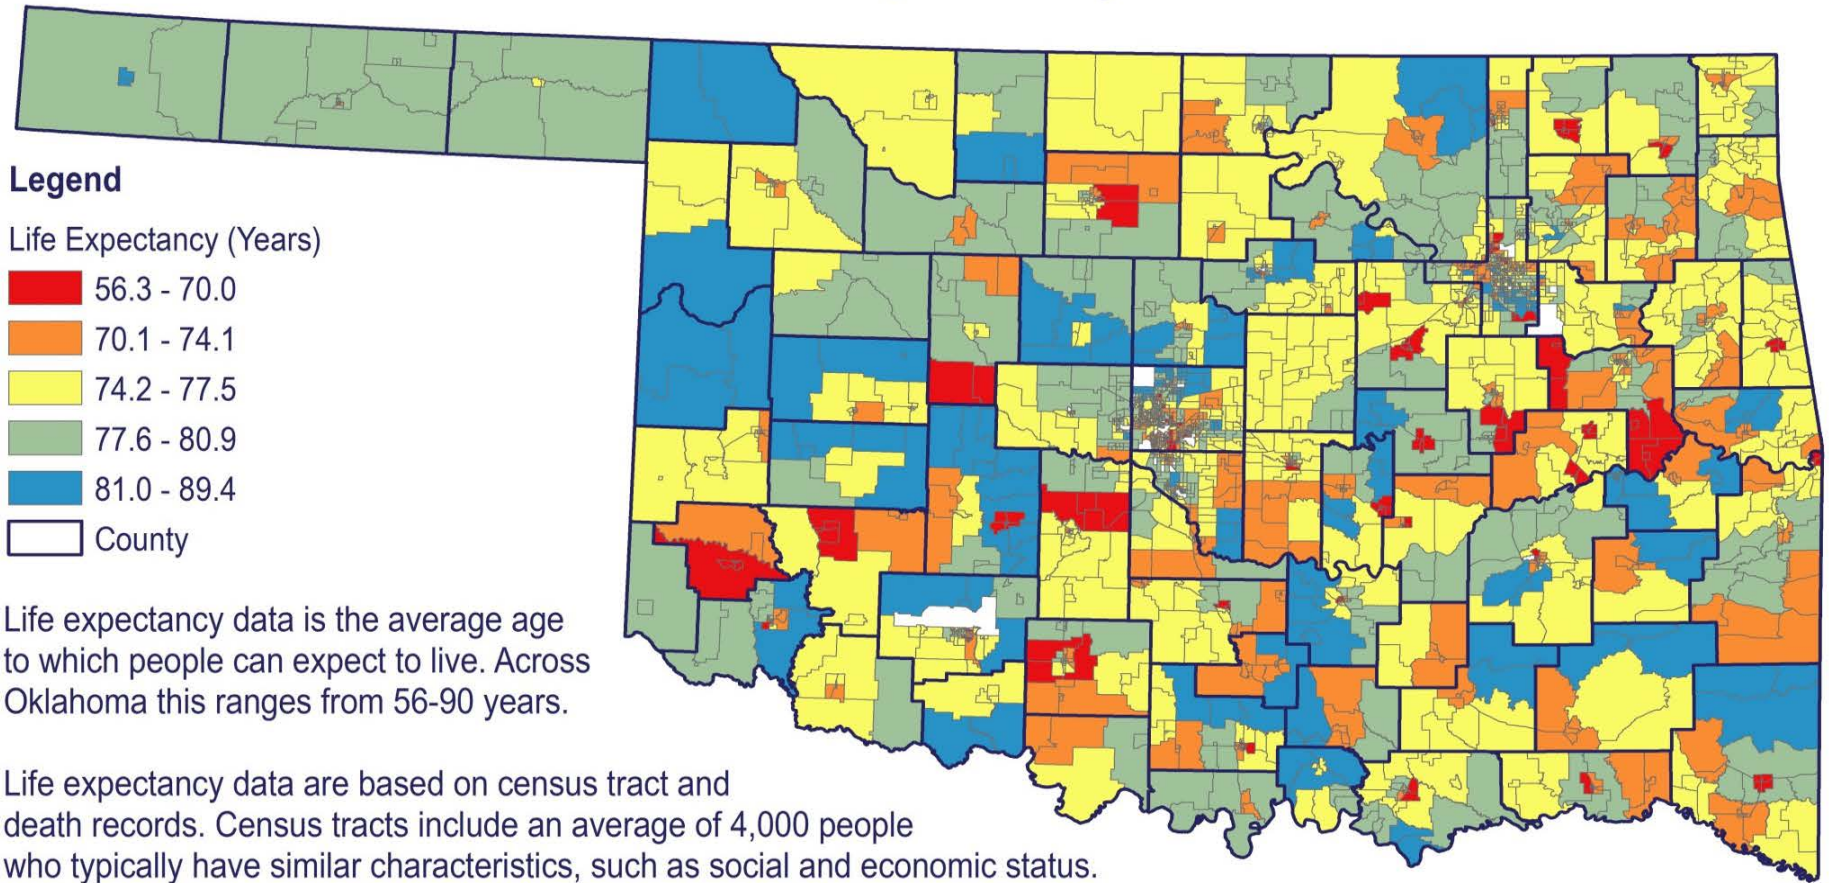 Legend
Life Expectancy (Years)
56.3 - 70.0
70.1 - 74.1
74.2 - 77.5
77.6 - 80.9
81.0 - 89.4
County
Life expectancy data is the average age
to which people can expect to live. Across
Oklahoma this ranges from 56-90 years.
Life expectancy data are based on census tract and
death records. Census tracts include an average of 4,000 people
who typically have similar characteristics, such as social and economic status.